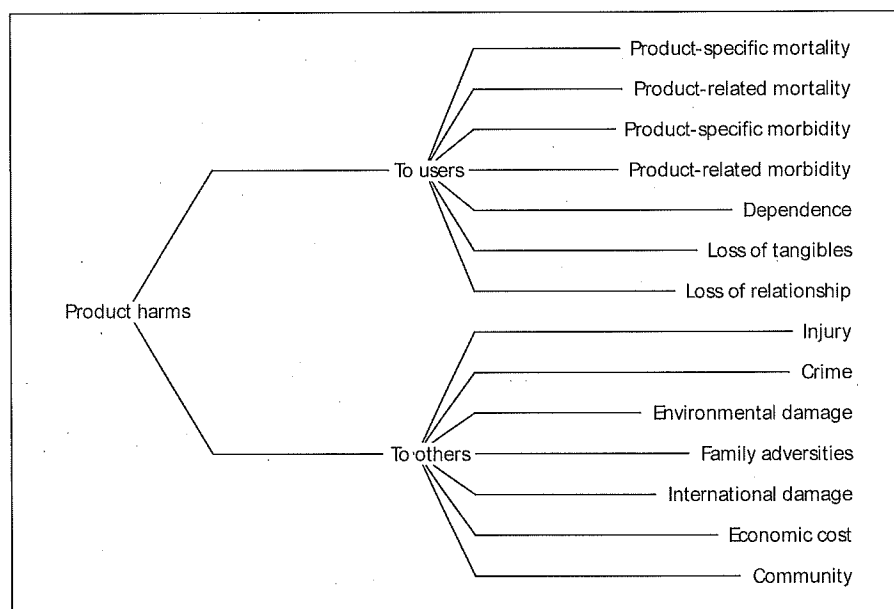 Product-specific mortality
Product-related mortality
Product-specific morbidity
To users
Product-related morbidity
Dependence
Loss of tangibles
Loss of relationship
Product harms
Injury
Crime
Environmental damage
To others
Family adversities
International damage
Economic cost
Community